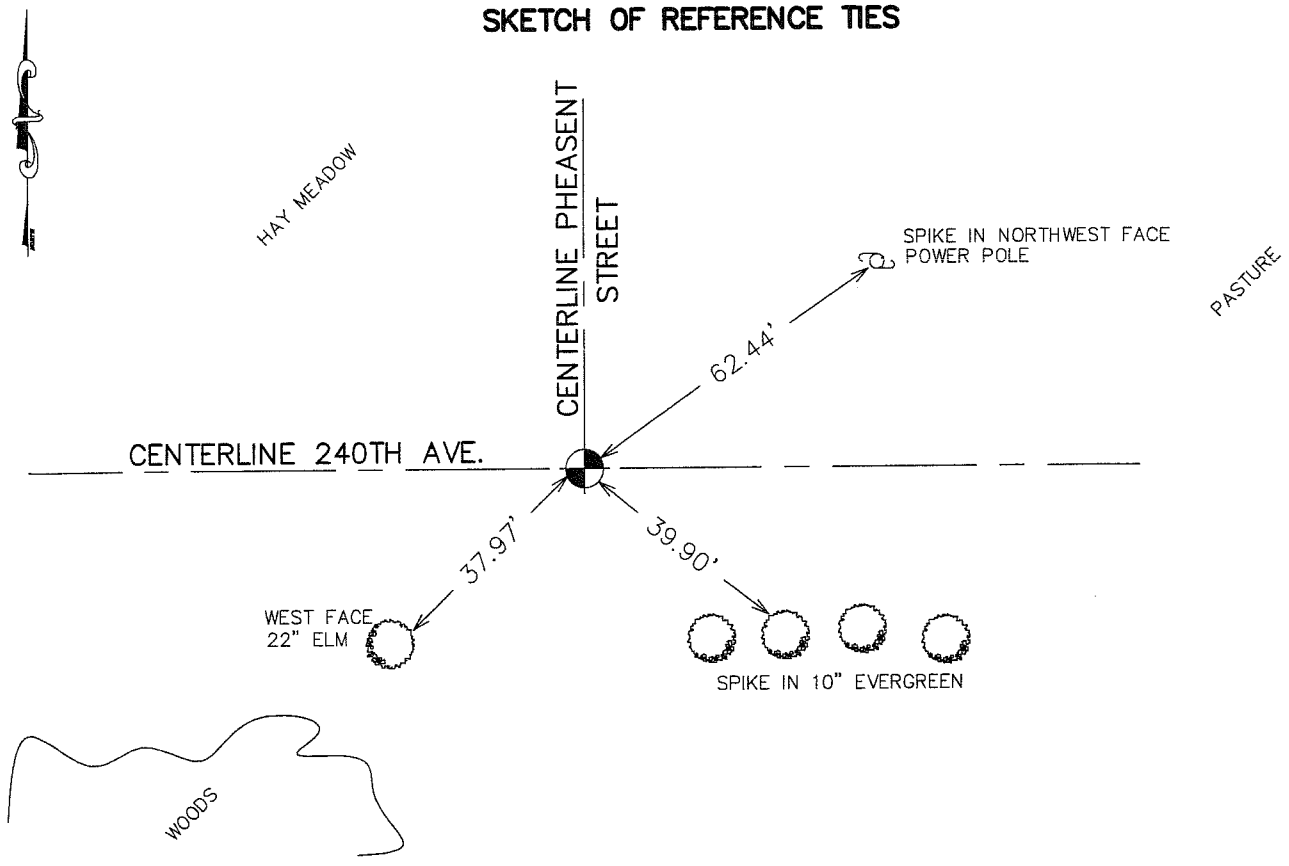 SKETCH OF REFERENCE TIES
NORTH
HAY MEADOW
CENTERLINE PHEASENT
STREET
SPIKE IN NORTHWEST FACE
POWER POLE
PASTURE
62.44'
CENTERLINE 240TH AVE.
37.97'
39.90'
WEST FACE
22" ELM
SPIKE IN 10" EVERGREEN
WOODS